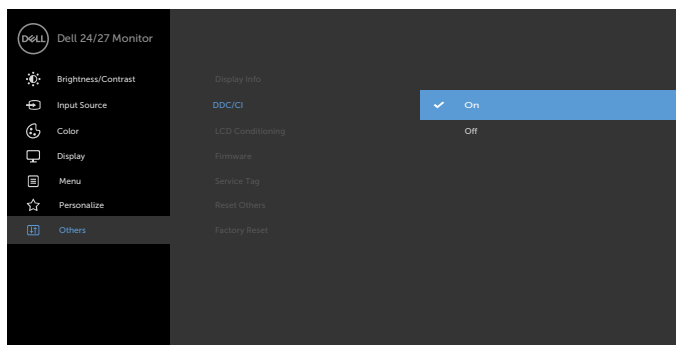 DELL Dell 24/27 Monitor
Brightness/Contrast
Input Source
Color
Display
Menu
Personalize
Others
Display Info
DDC/CI
LCD Conditioning
Firmware
Service Tag
Reset Others
Factory Reset
On
Off